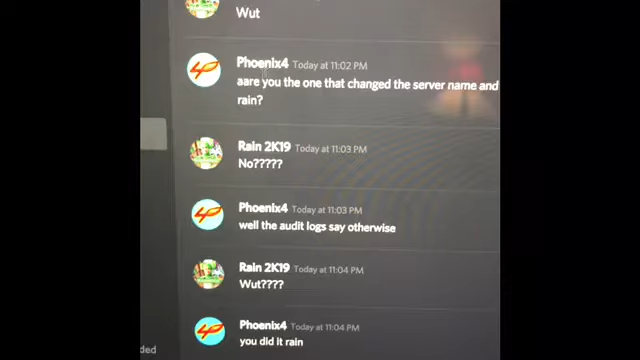 Wut
Phoenix4 Today at 11:02 PM
aare you the one that changed the server name and
rain?
Rain 2K19 Today at 11:03 PM
No?????
Phoenix4 Today at 11:03 PM
well the audit logs say otherwise
Rain 2K19 Today at 11:04 PM
Wut????
Phoenix4 Today at 11:04 PM
you did it rain
ded